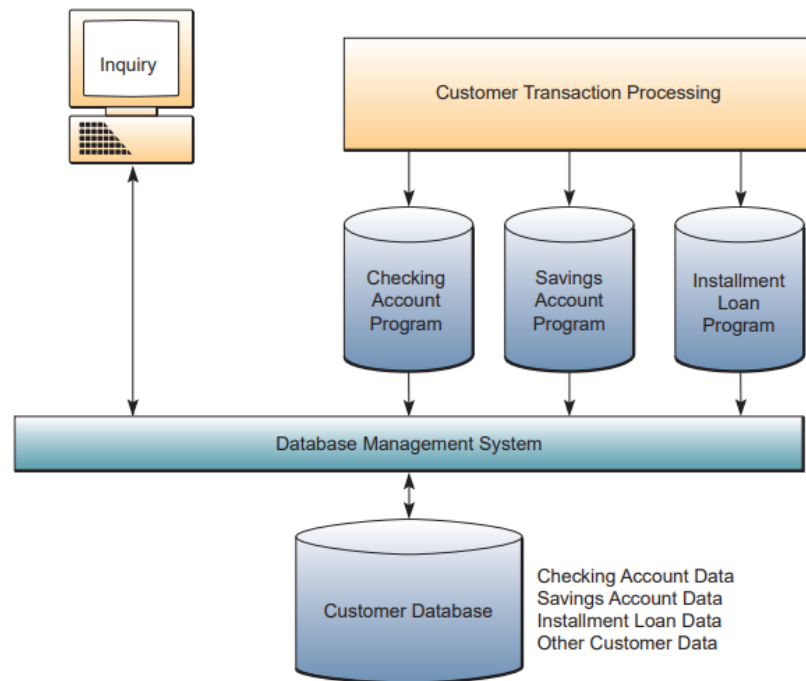 Inquiry
Customer Transaction Processing
Checking
Account
Program
Savings
Account
Program
Installment
Loan
Program
Database Management System
Customer Database
Checking Account Data
Savings Account Data
Installment Loan Data
Other Customer Data